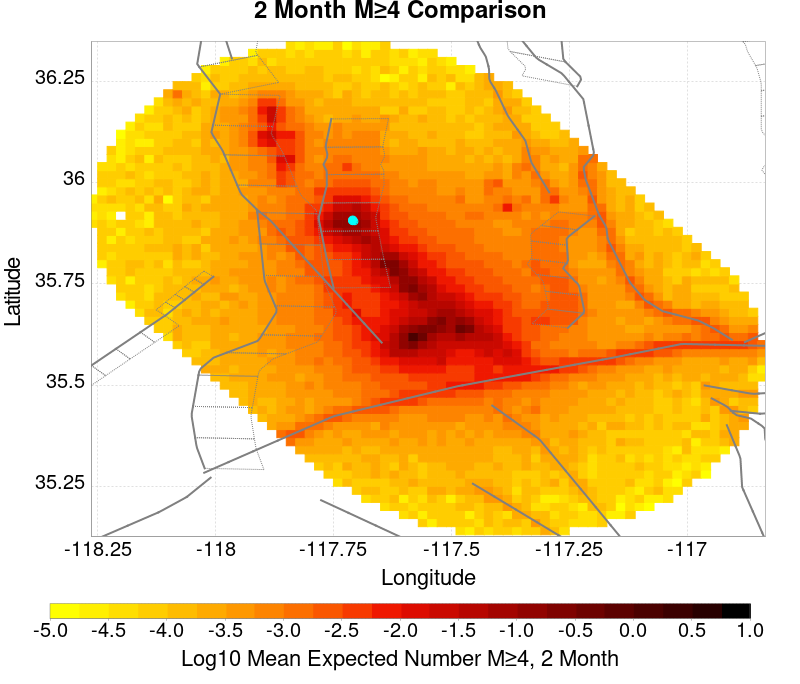 2 Month M≥4 Comparison
36.25
36
35.75
35.5
35.25
Latitude
-118.25 -118 -117.75 -117.5 -117.25 -117
Longitude
-5.0 -4.5 -4.0 -3.5 -3.0 -2.5 -2.0 -1.5 -1.0 -0.5 0.0 0.5 1.0
Log10 Mean Expected Number M≥4, 2 Month